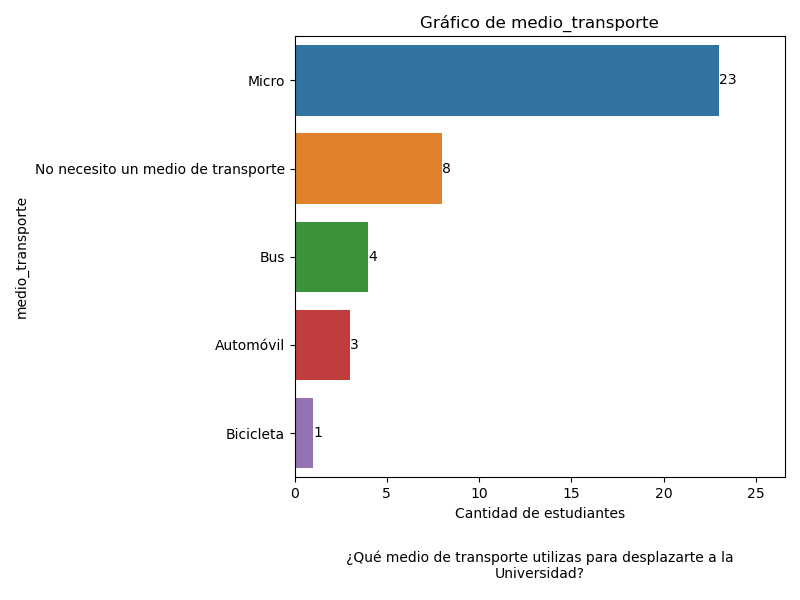 Gráfico de medio_transporte
Micro
23
No necesito un medio de transporte
8
medio_transporte
Bus
4
Automóvil
3
Bicicleta
1
0 5 10 15 20 25
Cantidad de estudiantes
¿Qué medio de transporte utilizas para desplazarte a la
Universidad?